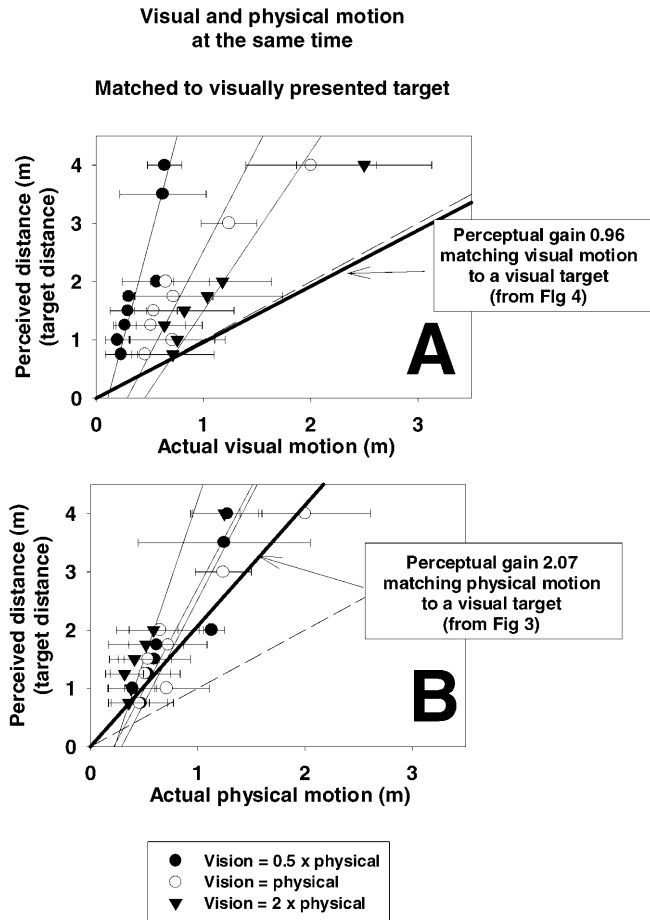 Visual and physical motion
at the same time
Matched to visually presented target
Perceived distance (m)
(target distance)
4
3
2
1
0
Perceptual gain 0.96
matching visual motion
to a visual target
(from FIg 4)
A
0 1 2 3
Actual visual motion (m)
Perceived distance (m)
(target distance)
4
3
2
1
0
Perceptual gain 2.07
matching physical motion
to a visual target
(from Fig 3)
B
0 1 2 3
Actual physical motion (m)
Vision = 0.5 x physical
Vision = physical
Vision = 2 x physical